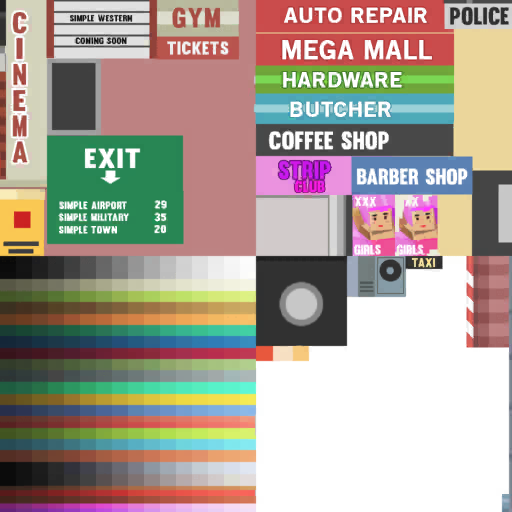 CINEMA
SIMPLE WESTERN
COMING SOON
GYM
TICKETS
EXIT
SIMPLE AIRPORT 29
SIMPLE MILITARY 35
SIMPLE TOWN 20
AUTO REPAIR
POLICE
MEGA MALL
HARDWARE
BUTCHER
COFFEE SHOP
STRIP
CLUB
BARBER SHOP
XXX
GIRLS
XXX
GIRLS
TAXI